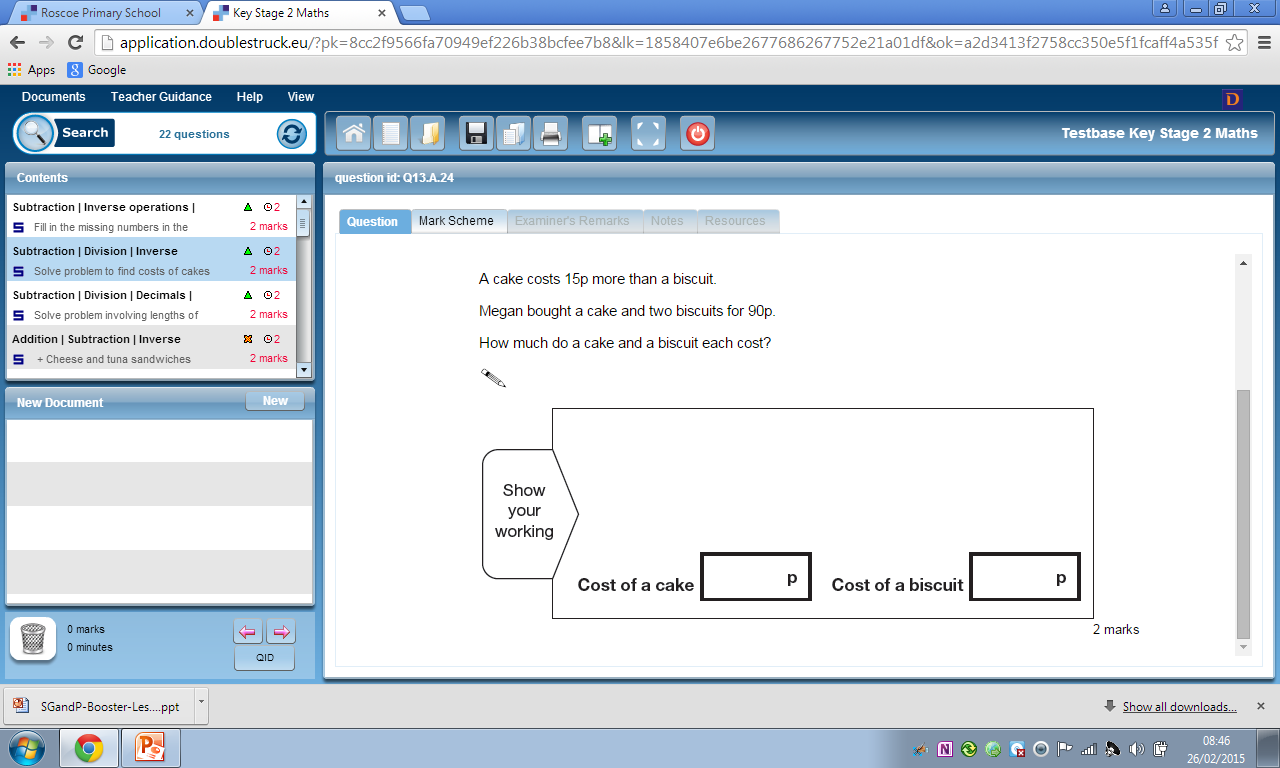 Roscoe Primary School
Key Stage 2 Maths
application.doublestruck.eu/?pk=8cc2f9566fa70949ef226b38bcfee7b8&lk=1858407e6be2677686267752e21a01df&ok=a2d3413f2758cc350e5f1fcaff4a535f
Apps Google
Documents Teacher Guidance Help View
D
Search 22 questions
Testbase Key Stage 2 Maths
Contents
Subtraction | Inverse operations | 2
S Fill in the missing numbers in the 2 marks
Subtraction | Division | Inverse 2
S Solve problem to find costs of cakes 2 marks
Subtraction | Division | Decimals | 2
S Solve problem involving lengths of 2 marks
Addition | Subtraction | Inverse 2
S + Cheese and tuna sandwiches 2 marks
New Document New
0 marks
0 minutes
QID
question id: Q13.A.24
Question Mark Scheme Examiner's Remarks Notes Resources
A cake costs 15p more than a biscuit.
Megan bought a cake and two biscuits for 90p.
How much do a cake and a biscuit each cost?
Show
your
working
Cost of a cake p Cost of a biscuit p
2 marks
SGandP-Booster-Les....ppt
Show all downloads...
08:46
26/02/2015